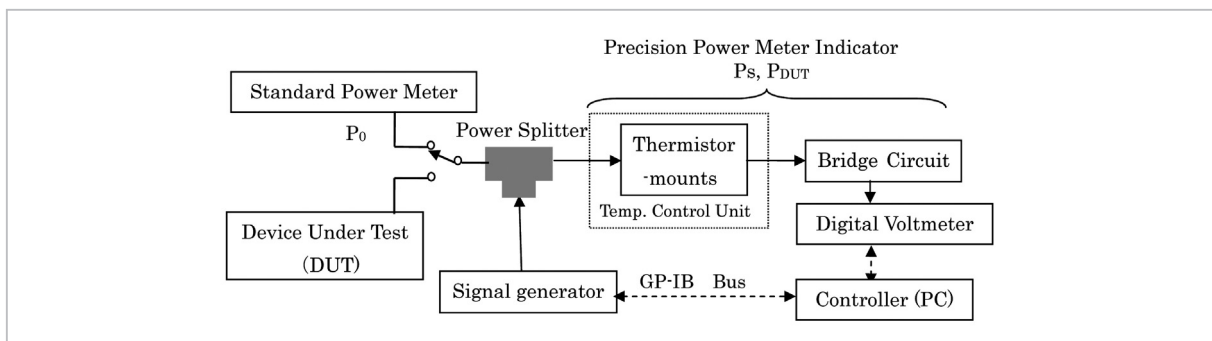 Precision Power Meter Indicator
Ps, PDUT
Standard Power Meter
P0
Power Splitter
Thermistor
-mounts
Temp. Control Unit
Bridge Circuit
Digital Voltmeter
Device Under Test
(DUT)
Signal generator
GP-IB Bus
Controller (PC)